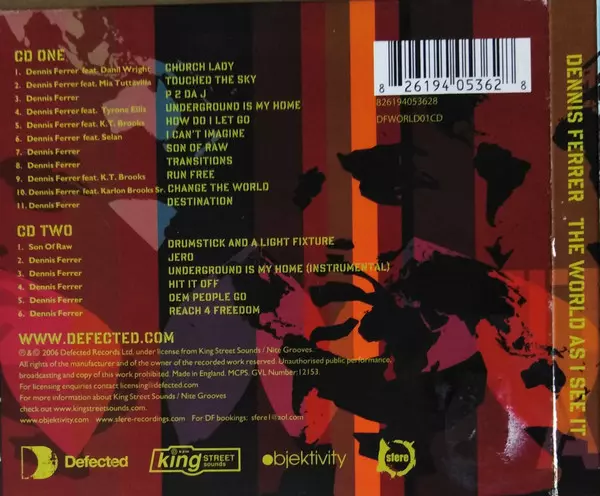 CD ONE
1. Dennis Ferrer feat. Danil Wright CHURCH LADY
2. Dennis Ferrer feat. Mia Tuttavilla TOUCHED THE SKY
3. Dennis Ferrer P 2 DA J
4. Dennis Ferrer feat. Tyrone Ellis UNDERGROUND IS MY HOME
5. Dennis Ferrer feat. K.T. Brooks HOW DO I LET GO
6. Dennis Ferrer feat. Selan I CAN'T IMAGINE
7. Dennis Ferrer SON OF RAW
8. Dennis Ferrer TRANSITIONS
9. Dennis Ferrer feat. K.T. Brooks RUN FREE
10. Dennis Ferrer feat. Karlon Brooks Sr. CHANGE THE WORLD
11. Dennis Ferrer DESTINATION
CD TWO
1. Son Of Raw DRUMSTICK AND A LIGHT FIXTURE
2. Dennis Ferrer JERO
3. Dennis Ferrer UNDERGROUND IS MY HOME (INSTRUMENTAL)
4. Dennis Ferrer HIT IT OFF
5. Dennis Ferrer DEM PEOPLE GO
6. Dennis Ferrer REACH 4 FREEDOM
WWW.DEFECTED.COM
℗ & © 2006 Defected Records Ltd, under license from King Street Sounds / Nite Grooves.
All rights of the manufacturer and of the owner of the recorded work reserved. Unauthorised public performance,
broadcasting and copy of this work prohibited. Made in England. MCPS. GVL Number: 12153.
For licensing enquiries contact licensing@defected.com
For more information about King Street Sounds / Nite Grooves
check out www.kingstreetsounds.com
www.objektivity.com www.sfere-recordings.com For DF bookings: sfere1@aol.com
Defected
king STREET
sounds
objektivity
sfere
8 26194 05362 8
826194053628
DFWORLD01CD
DENNIS FERRER THE WORLD AS I SEE IT